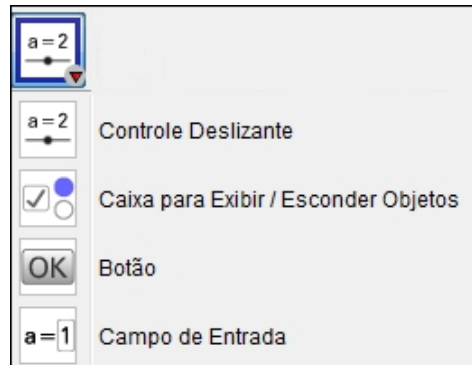 a=2
a=2
Controle Deslizante
Caixa para Exibir / Esconder Objetos
OK
Botão
a=1
Campo de Entrada